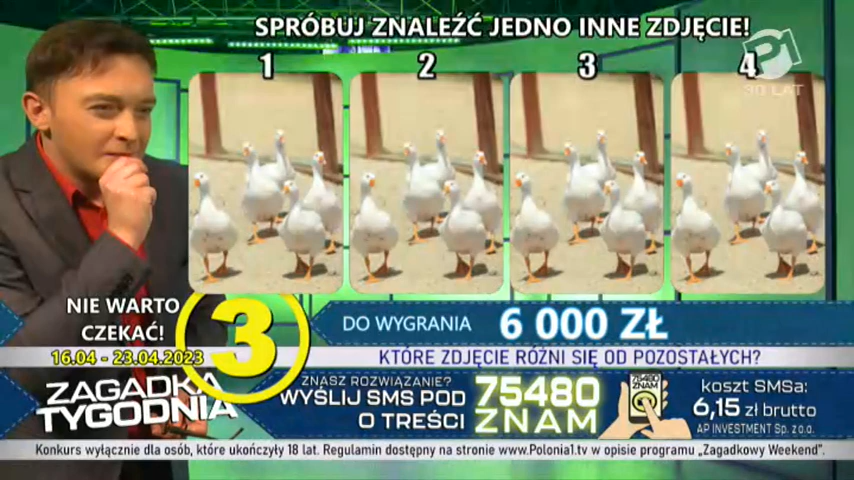 SPRÓBUJ ZNALEŹĆ JEDNO INNE ZDJĘCIE!
1 2 3 4
P1
30 LAT
NIE WARTO
CZEKAĆ!
3
DO WYGRANIA 6 000 ZŁ
16.04 - 23.04.2023
KTÓRE ZDJĘCIE RÓŻNI SIĘ OD POZOSTAŁYCH?
ZAGADKA
TYGODNIA
ZNASZ ROZWIĄZANIE?
WYŚLIJ SMS POD
O TREŚCI
75480
ZNAM
75480
ZNAM
koszt SMSa:
6,15 zł brutto
AP INVESTMENT Sp. z o.o.
Konkurs wyłącznie dla osób, które ukończyły 18 lat. Regulamin dostępny na stronie www.Polonia1.tv w opisie programu „Zagadkowy Weekend”.